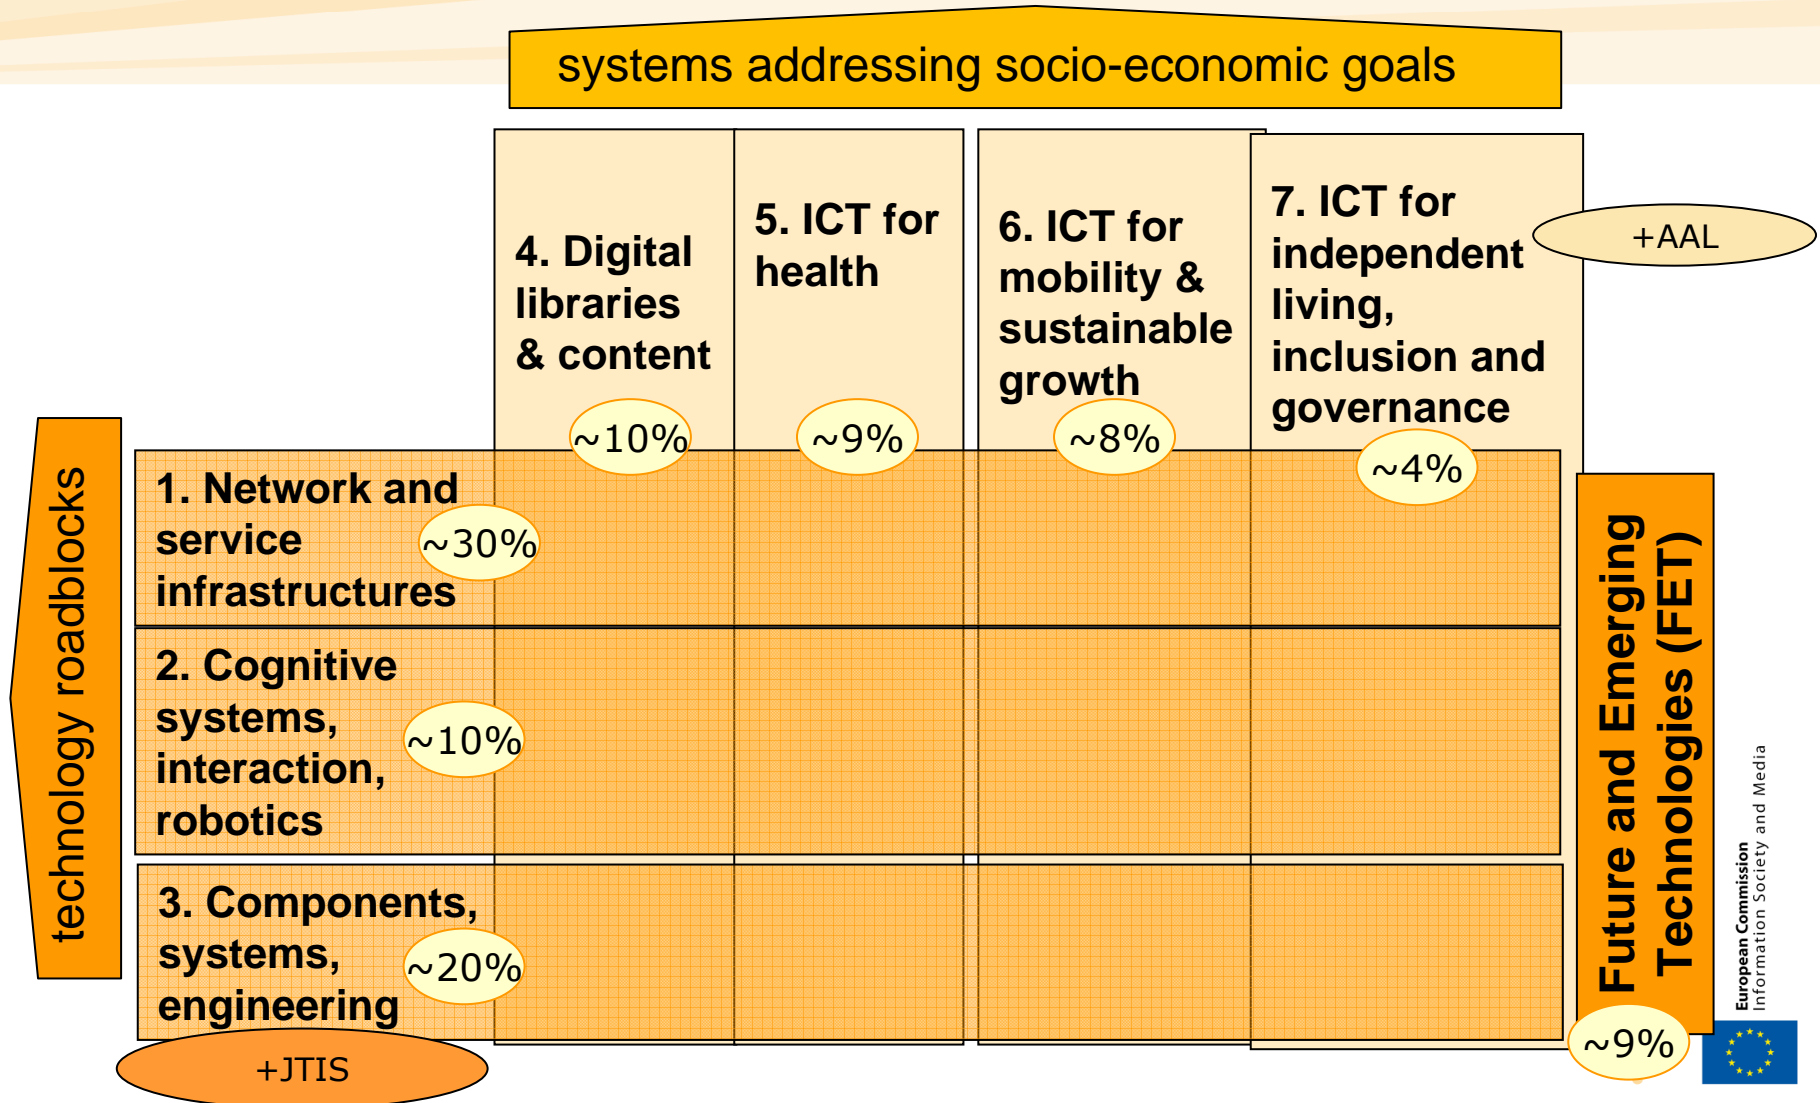 systems addressing socio-economic goals
4. Digital
libraries
& content
~10%
5. ICT for
health
~9%
6. ICT for
mobility &
sustainable
growth
~8%
7. ICT for
independent
living,
inclusion and
governance
~4%
+AAL
technology roadblocks
1. Network and
service
infrastructures
~30%
2. Cognitive
systems,
interaction,
robotics
~10%
3. Components,
systems,
engineering
~20%
+JTIS
Future and Emerging
Technologies (FET)
~9%
European Commission
Information Society and Media